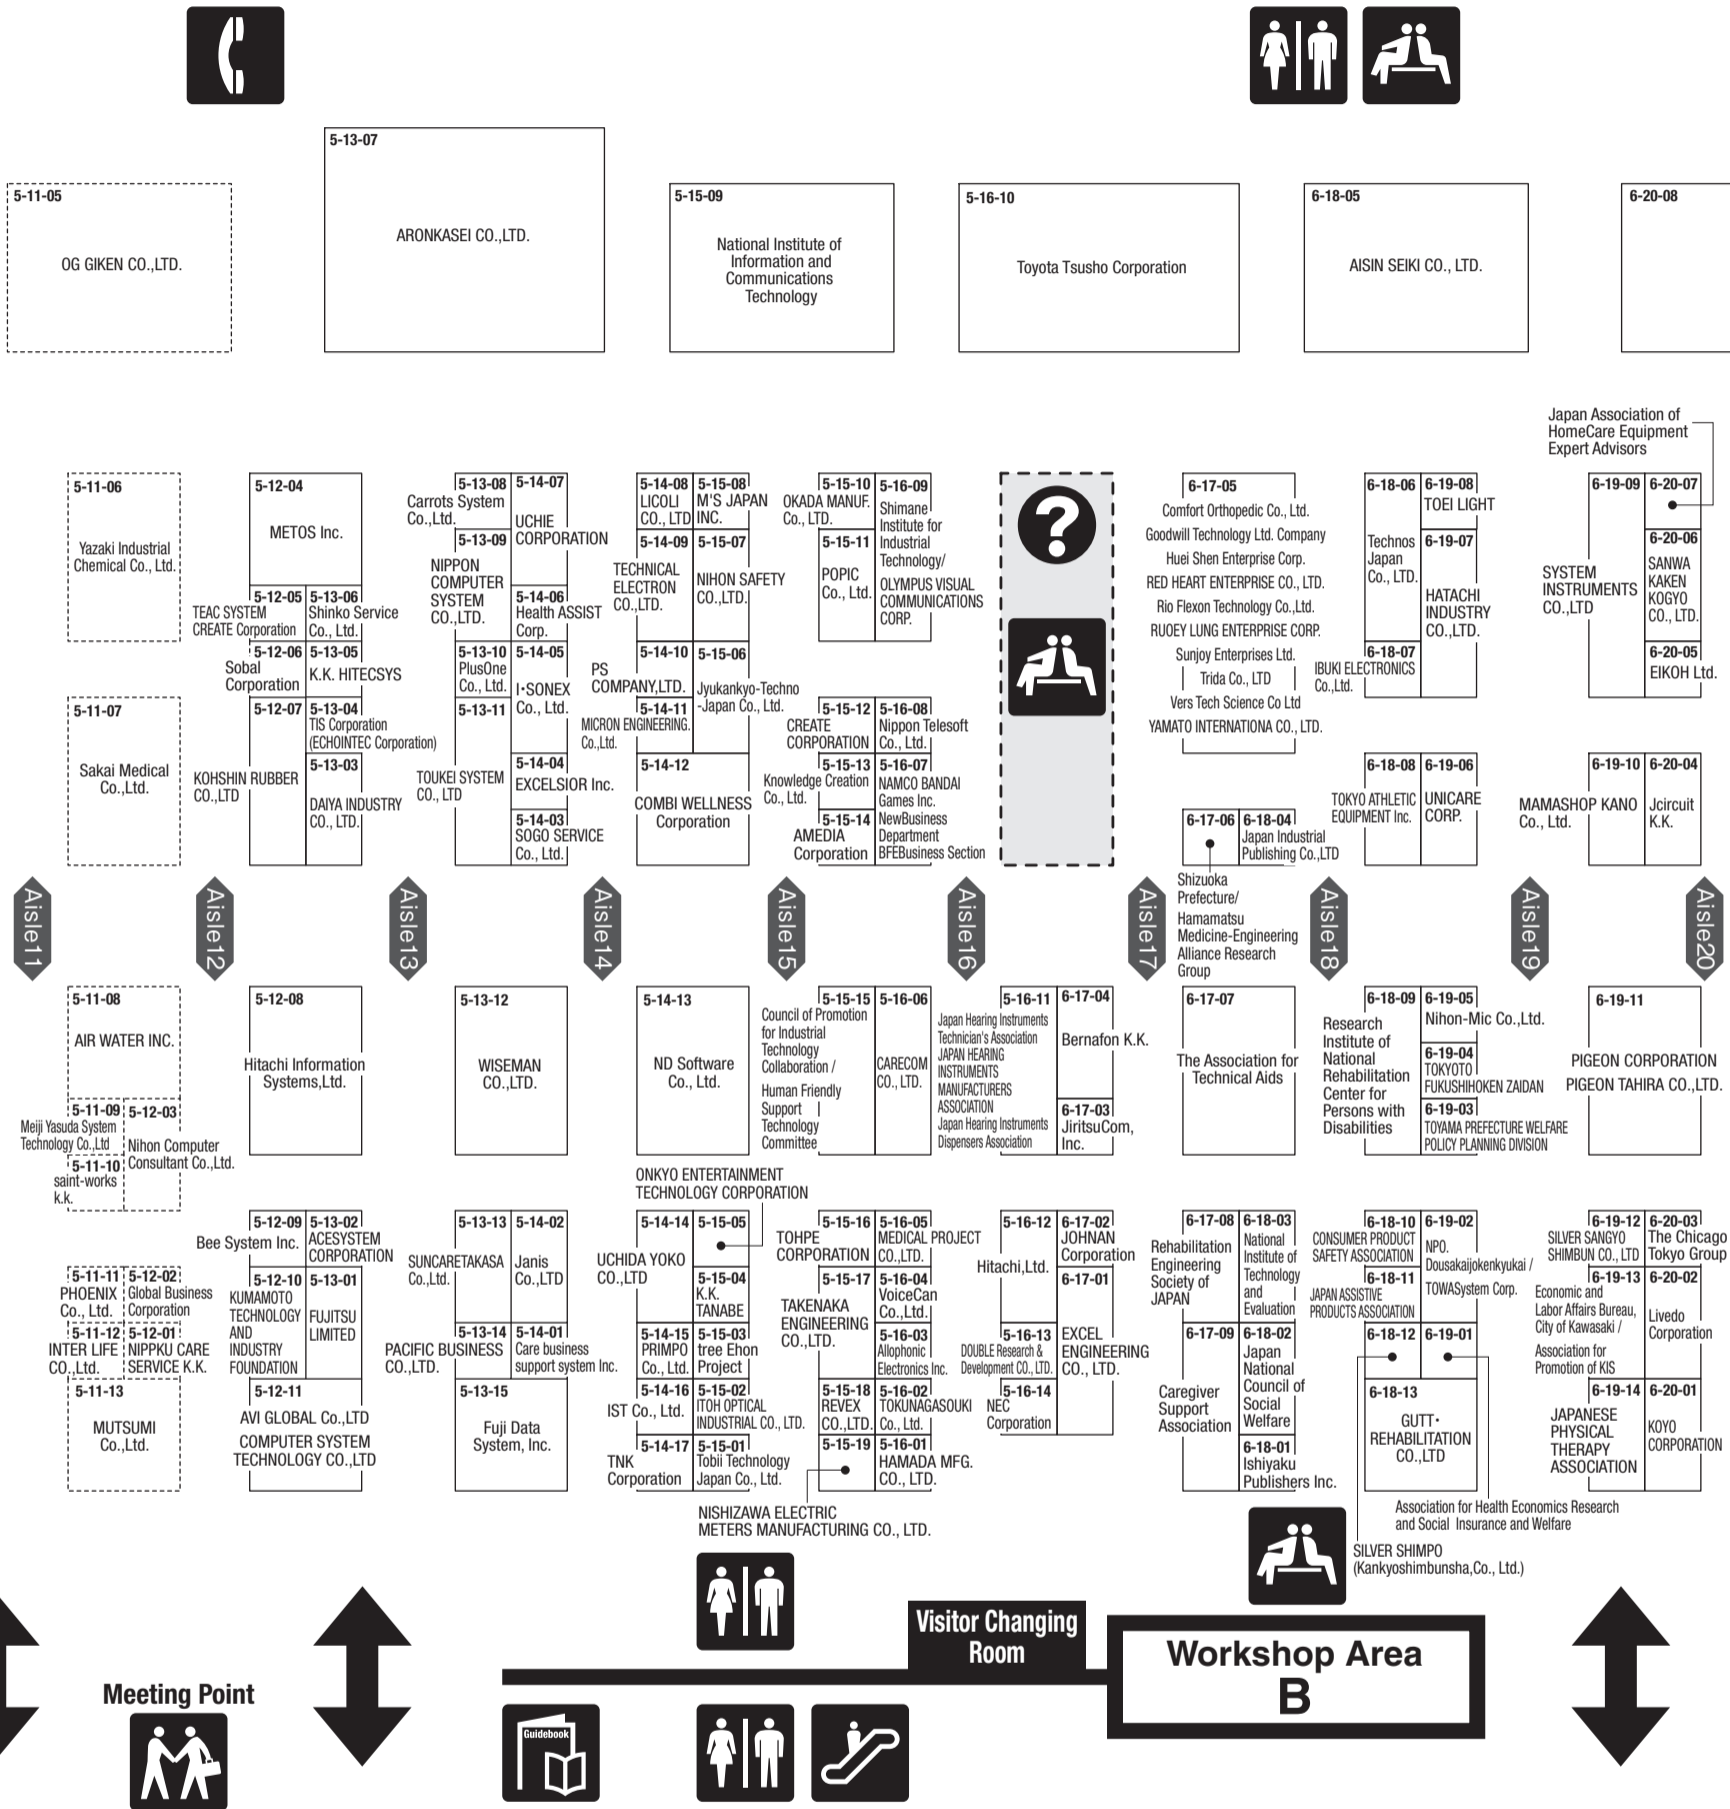 5-13-07
ARONKASEI CO.,LTD.
5-11-05
OG GIKEN CO.,LTD.
5-15-09
National Institute of
Information and
Communications
Technology
5-16-10
Toyota Tsusho Corporation
6-18-05
AISIN SEIKI CO., LTD.
6-20-08
Japan Association of
HomeCare Equipment
Expert Advisors
5-11-06
Yazaki Industrial
Chemical Co., Ltd.
5-11-07
Sakai Medical
Co.,Ltd.
5-12-04
METOS Inc.
5-12-05
TEAC SYSTEM
CREATE Corporation
5-13-06
Shinko Service
Co., Ltd.
5-12-06
Sobal
Corporation
5-13-05
K.K. HITECSYS
5-12-07
KOHSHIN RUBBER
CO.,LTD
5-13-04
TIS Corporation
(ECHOINTEC Corporation)
5-13-03
DAIYA INDUSTRY
CO., LTD.
5-13-08
Carrots System
Co.,Ltd.
5-14-07
UCHIE
CORPORATION
5-13-09
NIPPON
COMPUTER
SYSTEM
CO.,LTD.
5-14-06
Health ASSIST
Corp.
5-13-10
PlusOne
Co., Ltd.
5-14-05
I•SONEX
Co., Ltd.
5-13-11
TOUKEI SYSTEM
CO., LTD
5-14-04
EXCELSIOR Inc.
5-14-03
SOGO SERVICE
Co., Ltd.
5-14-08
LICOLI
CO., LTD
5-15-08
M'S JAPAN
INC.
5-14-09
TECHNICAL
ELECTRON
CO.,LTD.
5-15-07
NIHON SAFETY
CO.,LTD.
5-14-10
PS
COMPANY,LTD.
5-15-06
Jyukankyo-Techno
-Japan Co., Ltd.
5-14-11
MICRON ENGINEERING.
Co.,Ltd.
5-14-12
COMBI WELLNESS
Corporation
5-15-10
OKADA MANUF.
Co., LTD.
5-16-09
Shimane
Institute for
Industrial
Technology/
OLYMPUS VISUAL
COMMUNICATIONS
CORP.
5-15-11
POPIC
Co., Ltd.
5-15-12
CREATE
CORPORATION
5-16-08
Nippon Telesoft
Co., Ltd.
5-15-13
Knowledge Creation
Co., Ltd.
5-16-07
NAMCO BANDAI
Games Inc.
NewBusiness
Department
BFEBusiness Section
5-15-14
AMEDIA
Corporation
?
6-17-05
Comfort Orthopedic Co., Ltd.
Goodwill Technology Ltd. Company
Huei Shen Enterprise Corp.
RED HEART ENTERPRISE CO., LTD.
Rio Flexon Technology Co.,Ltd.
RUOEY LUNG ENTERPRISE CORP.
Sunjoy Enterprises Ltd.
Trida Co., LTD
Vers Tech Science Co Ltd
YAMATO INTERNATIONA CO., LTD.
6-17-06
6-18-04
Japan Industrial
Publishing Co.,LTD
Shizuoka
Prefecture/
Hamamatsu
Medicine-Engineering
Alliance Research
Group
6-18-06
Technos
Japan
Co., LTD.
6-19-08
TOEI LIGHT
6-19-07
HATACHI
INDUSTRY
CO.,LTD.
6-18-07
IBUKI ELECTRONICS
Co.,Ltd.
6-18-08
TOKYO ATHLETIC
EQUIPMENT Inc.
6-19-06
UNICARE
CORP.
6-19-09
SYSTEM
INSTRUMENTS
CO.,LTD
6-20-07
6-20-06
SANWA
KAKEN
KOGYO
CO., LTD.
6-20-05
EIKOH Ltd.
6-19-10
MAMASHOP KANO
Co., Ltd.
6-20-04
Jcircuit
K.K.
Aisle11
Aisle12
Aisle13
Aisle14
Aisle15
Aisle16
Aisle17
Aisle18
Aisle19
Aisle20
5-11-08
AIR WATER INC.
5-11-09
Meiji Yasuda System
Technology Co.,Ltd
5-12-03
Nihon Computer
Consultant Co.,Ltd.
5-11-10
saint-works
k.k.
5-12-08
Hitachi Information
Systems,Ltd.
5-13-12
WISEMAN
CO.,LTD.
5-14-13
ND Software
Co., Ltd.
5-15-15
Council of Promotion
for Industrial
Technology
Collaboration /
Human Friendly
Support
Technology
Committee
5-16-06
CARECOM
CO., LTD.
5-16-11
Japan Hearing Instruments
Technician's Association
JAPAN HEARING
INSTRUMENTS
MANUFACTURERS
ASSOCIATION
Japan Hearing Instruments
Dispensers Association
6-17-04
Bernafon K.K.
6-17-03
JiritsuCom,
Inc.
6-17-07
The Association for
Technical Aids
6-18-09
Research
Institute of
National
Rehabilitation
Center for
Persons with
Disabilities
6-19-05
Nihon-Mic Co.,Ltd.
6-19-04
TOKYOTO
FUKUSHIHOKEN ZAIDAN
6-19-03
TOYAMA PREFECTURE WELFARE
POLICY PLANNING DIVISION
6-19-11
PIGEON CORPORATION
PIGEON TAHIRA CO.,LTD.
ONKYO ENTERTAINMENT
TECHNOLOGY CORPORATION
5-11-11
PHOENIX
Co., Ltd.
5-12-02
Global Business
Corporation
5-11-12
INTER LIFE
CO.,Ltd.
5-12-01
NIPPKU CARE
SERVICE K.K.
5-11-13
MUTSUMI
Co.,Ltd.
5-12-09
Bee System Inc.
5-13-02
ACESYSTEM
CORPORATION
5-12-10
KUMAMOTO
TECHNOLOGY
AND
INDUSTRY
FOUNDATION
5-13-01
FUJITSU
LIMITED
5-12-11
AVI GLOBAL Co.,LTD
COMPUTER SYSTEM
TECHNOLOGY CO.,LTD
5-13-13
SUNCARETAKASA
Co.,Ltd.
5-14-02
Janis
Co.,LTD
5-13-14
PACIFIC BUSINESS
CO.,LTD.
5-14-01
Care business
support system Inc.
5-13-15
Fuji Data
System, Inc.
5-14-14
UCHIDA YOKO
CO.,LTD
5-15-05
5-15-04
K.K.
TANABE
5-14-15
PRIMPO
Co., Ltd.
5-15-03
tree Ehon
Project
5-14-16
IST Co., Ltd.
5-15-02
ITOH OPTICAL
INDUSTRIAL CO., LTD.
5-14-17
TNK
Corporation
5-15-01
Tobii Technology
Japan Co., Ltd.
5-15-16
TOHPE
CORPORATION
5-16-05
MEDICAL PROJECT
CO.,LTD.
5-15-17
TAKENAKA
ENGINEERING
CO.,LTD.
5-16-04
VoiceCan
Co.,Ltd.
5-16-03
Allophonic
Electronics Inc.
5-15-18
REVEX
CO.,LTD.
5-16-02
TOKUNAGASOUKI
Co., Ltd.
5-15-19
5-16-01
HAMADA MFG.
CO., LTD.
NISHIZAWA ELECTRIC
METERS MANUFACTURING CO., LTD.
5-16-12
Hitachi,Ltd.
6-17-02
JOHNAN
Corporation
6-17-01
EXCEL
ENGINEERING
CO., LTD.
5-16-13
DOUBLE Research &
Development CO., LTD.
5-16-14
NEC
Corporation
6-17-08
Rehabilitation
Engineering
Society of
JAPAN
6-18-03
National
Institute of
Technology
and
Evaluation
6-17-09
Caregiver
Support
Association
6-18-02
Japan
National
Council of
Social
Welfare
6-18-01
Ishiyaku
Publishers Inc.
6-18-10
CONSUMER PRODUCT
SAFETY ASSOCIATION
6-19-02
NPO.
Dousakaijokenkyukai /
TOWASystem Corp.
6-18-11
JAPAN ASSISTIVE
PRODUCTS ASSOCIATION
6-18-12
6-19-01
6-18-13
GUTT•
REHABILITATION
CO.,LTD
Association for Health Economics Research
and Social Insurance and Welfare
SILVER SHIMPO
(Kankyoshimbunsha,Co., Ltd.)
6-19-12
SILVER SANGYO
SHIMBUN CO., LTD
6-20-03
The Chicago
Tokyo Group
6-19-13
Economic and
Labor Affairs Bureau,
City of Kawasaki /
Association for
Promotion of KIS
6-20-02
Livedo
Corporation
6-19-14
JAPANESE
PHYSICAL
THERAPY
ASSOCIATION
6-20-01
KOYO
CORPORATION
Visitor Changing
Room
Workshop Area
B
Meeting Point
Guidebook